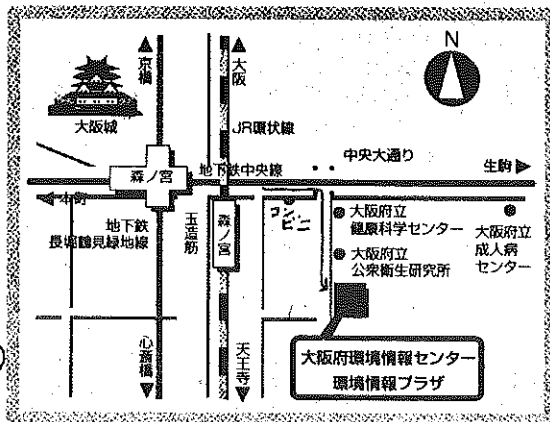 京橋
大阪
N
大阪城
JR環状線
中央大通り
地下鉄中央線
生駒
森ノ宮
本町
地下鉄
長堀鶴見緑地線
玉造筋
森ノ宮
コンビニ
大阪府立
健康科学センター
大阪府立
公衆衛生研究所
大阪府立
成人病
センター
心斎橋
天王寺
大阪府環境情報センター
環境情報プラザ